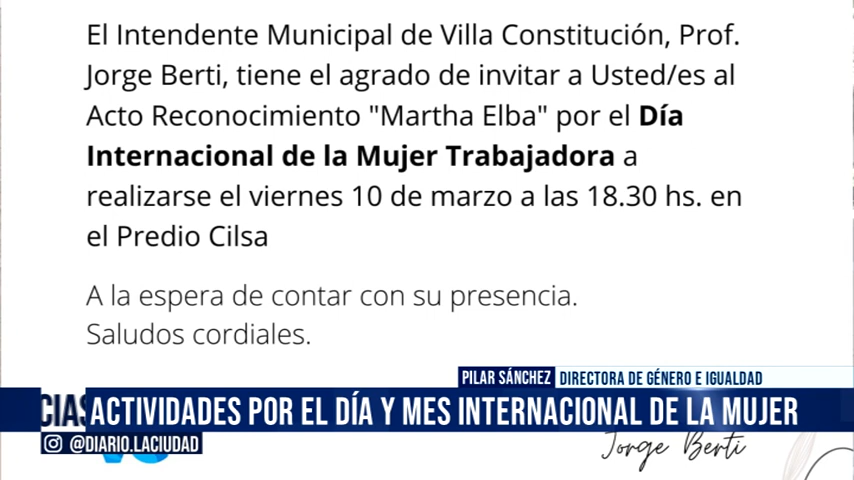 El Intendente Municipal de Villa Constitución, Prof.
Jorge Berti, tiene el agrado de invitar a Usted/es al
Acto Reconocimiento "Martha Elba" por el Día
Internacional de la Mujer Trabajadora a
realizarse el viernes 10 de marzo a las 18.30 hs. en
el Predio Cilsa
A la espera de contar con su presencia.
Saludos cordiales.
PILAR SÁNCHEZ DIRECTORA DE GÉNERO E IGUALDAD
CIAS ACTIVIDADES POR EL DÍA Y MES INTERNACIONAL DE LA MUJER
@DIARIO.LACIUDAD
Jorge Berti